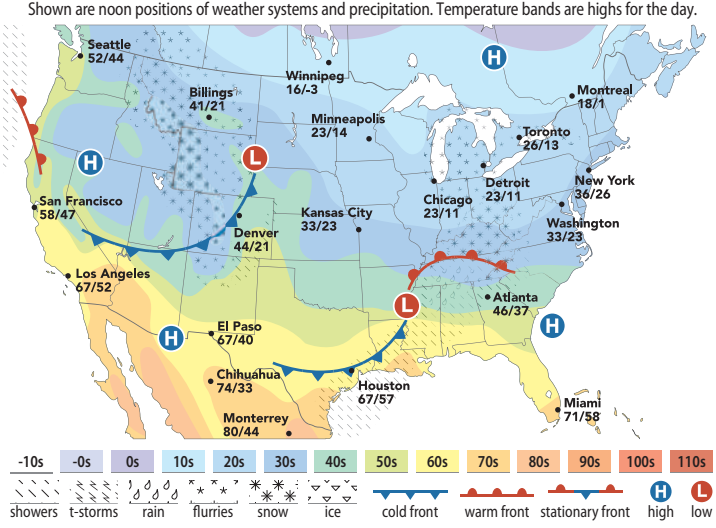 Shown are noon positions of weather systems and precipitation. Temperature bands are highs for the day.
Seattle
52/44
H
Winnipeg
16/-3
Billings
41/21
Montreal
18/1
Minneapolis
23/14
Toronto
26/13
L
H
Detroit
23/11
New York
36/26
Chicago
23/11
San Francisco
58/47
Kansas City
33/23
Washington
33/23
Denver
44/21
Los Angeles
67/52
L
Atlanta
46/37
H
El Paso
67/40
H
Chihuahua
74/33
Houston
67/57
Miami
71/58
Monterrey
80/44
-10s -0s 0s 10s 20s 30s 40s 50s 60s 70s 80s 90s 100s 110s
H L
showers t-storms rain flurries snow ice cold front warm front stationary front high low